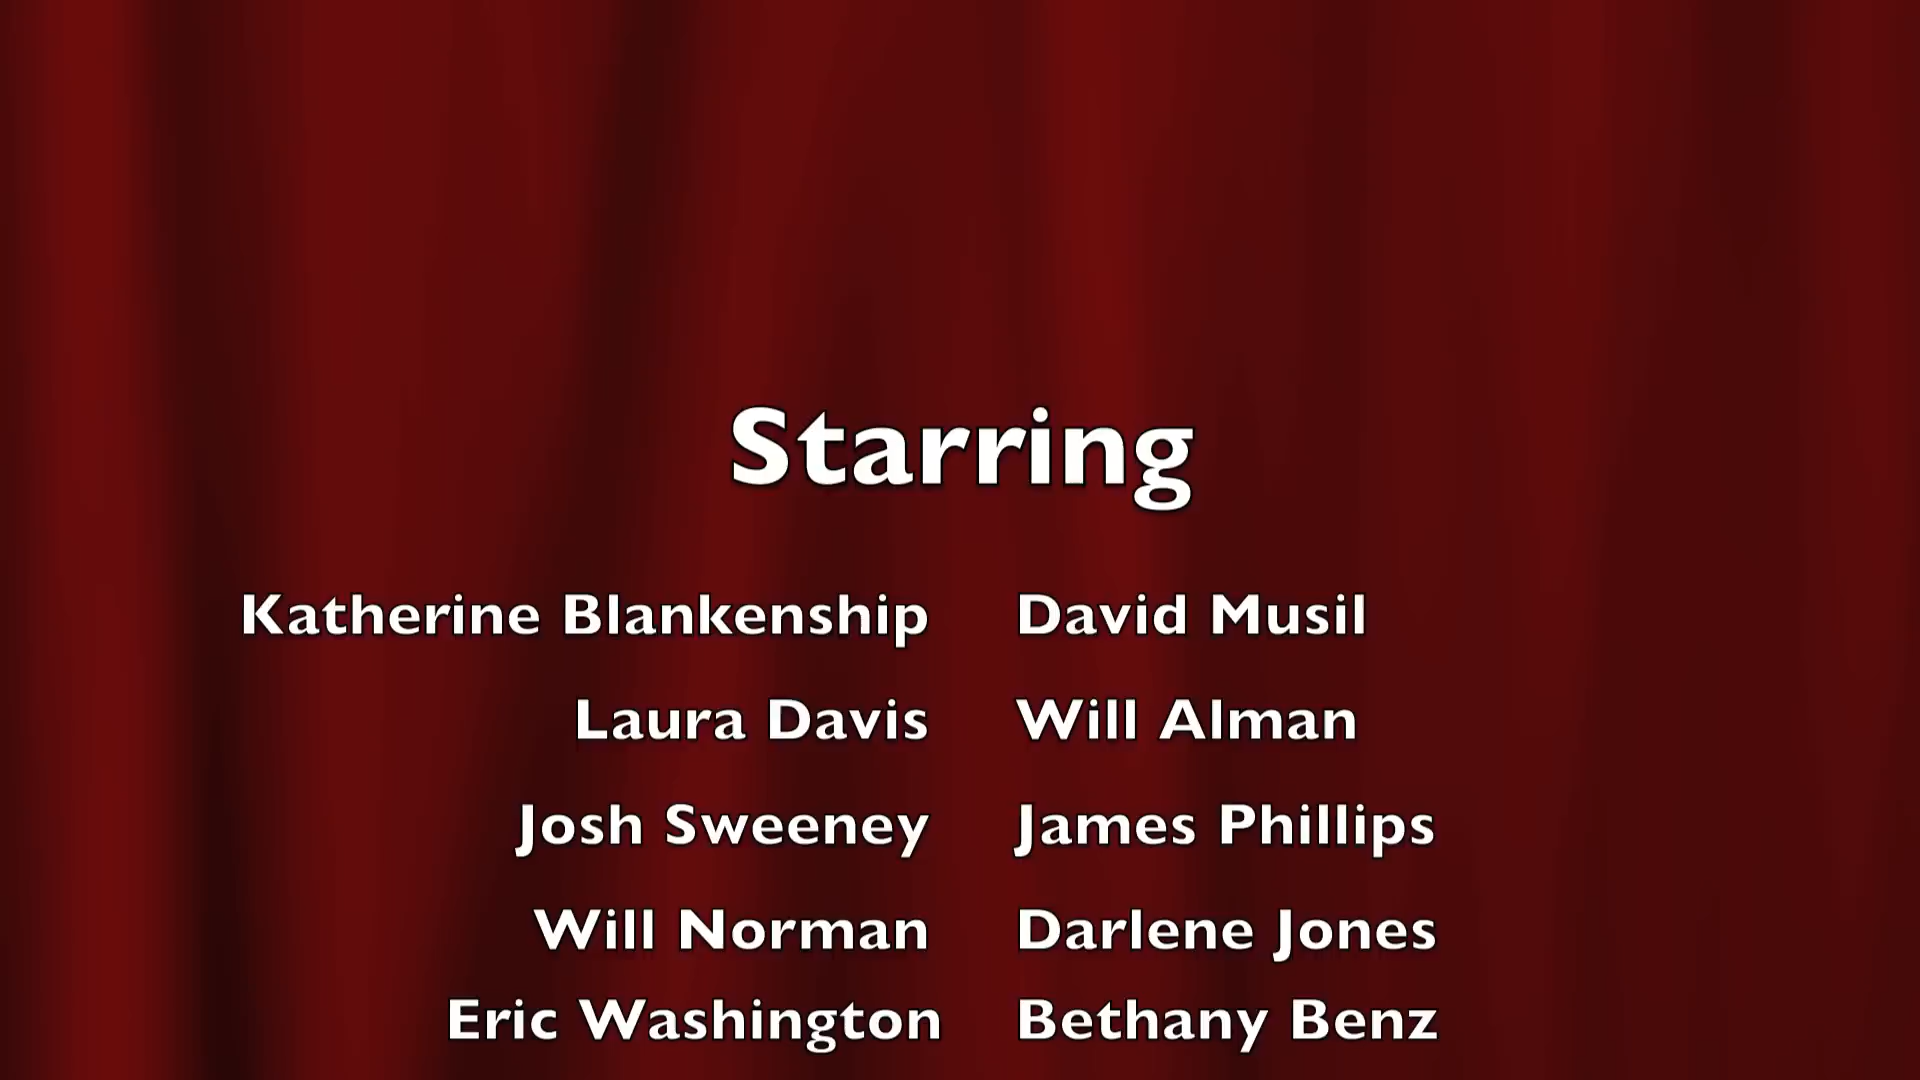 Starring
Katherine Blankenship David Musil
Laura Davis Will Alman
Josh Sweeney James Phillips
Will Norman Darlene Jones
Eric Washington Bethany Benz